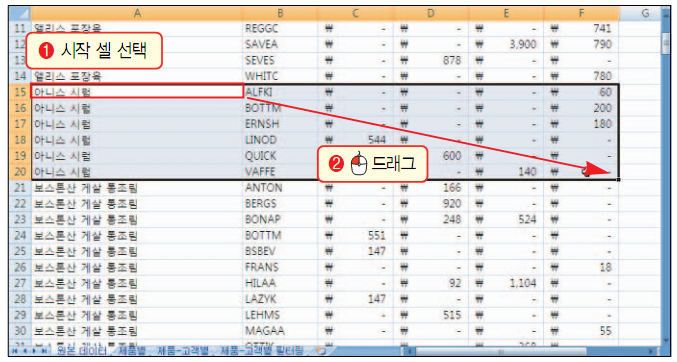 A B C D E F G
11 앨리스 포장육 REGGC ₩ - ₩ - ₩ - ₩ 741
12 SAVEA ₩ - ₩ - ₩ 3,900 ₩ 790
❶ 시작 셀 선택
13 SEVES ₩ - ₩ 878 ₩ - ₩ -
14 앨리스 포장육 WHITC ₩ - ₩ - ₩ - ₩ 780
15 아니스 시럽 ALFKI ₩ - ₩ - ₩ - ₩ 60
16 아니스 시럽 BOTTM ₩ - ₩ - ₩ - ₩ 200
17 아니스 시럽 ERNSH ₩ - ₩ - ₩ - ₩ 180
18 아니스 시럽 LINOD ₩ 544 ₩ - ₩ - ₩ -
19 아니스 시럽 QUICK 600 ₩ - ₩ -
❷ 드래그
20 아니스 시럽 VAFFE - ₩ 140 ₩ -
21 보스톤산 게살 통조림 ANTON ₩ - ₩ 166 ₩ - ₩ -
22 보스톤산 게살 통조림 BERGS ₩ - ₩ 920 ₩ - ₩ -
23 보스톤산 게살 통조림 BONAP ₩ - ₩ 248 ₩ 524 ₩ -
24 보스톤산 게살 통조림 BOTTM ₩ 551 ₩ - ₩ - ₩ -
25 보스톤산 게살 통조림 BSBEV ₩ 147 ₩ - ₩ - ₩ -
26 보스톤산 게살 통조림 FRANS ₩ - ₩ - ₩ - ₩ 18
27 보스톤산 게살 통조림 HILAA ₩ - ₩ 92 ₩ 1,104 ₩ -
28 보스톤산 게살 통조림 LAZYK ₩ 147 ₩ - ₩ - ₩ -
29 보스톤산 게살 통조림 LEHMS ₩ - ₩ 515 ₩ - ₩ -
30 보스톤산 게살 통조림 MAGAA ₩ - ₩ - ₩ - ₩ 55
원본 데이터 제품별 제품-고객별 제품-고객별 필터링